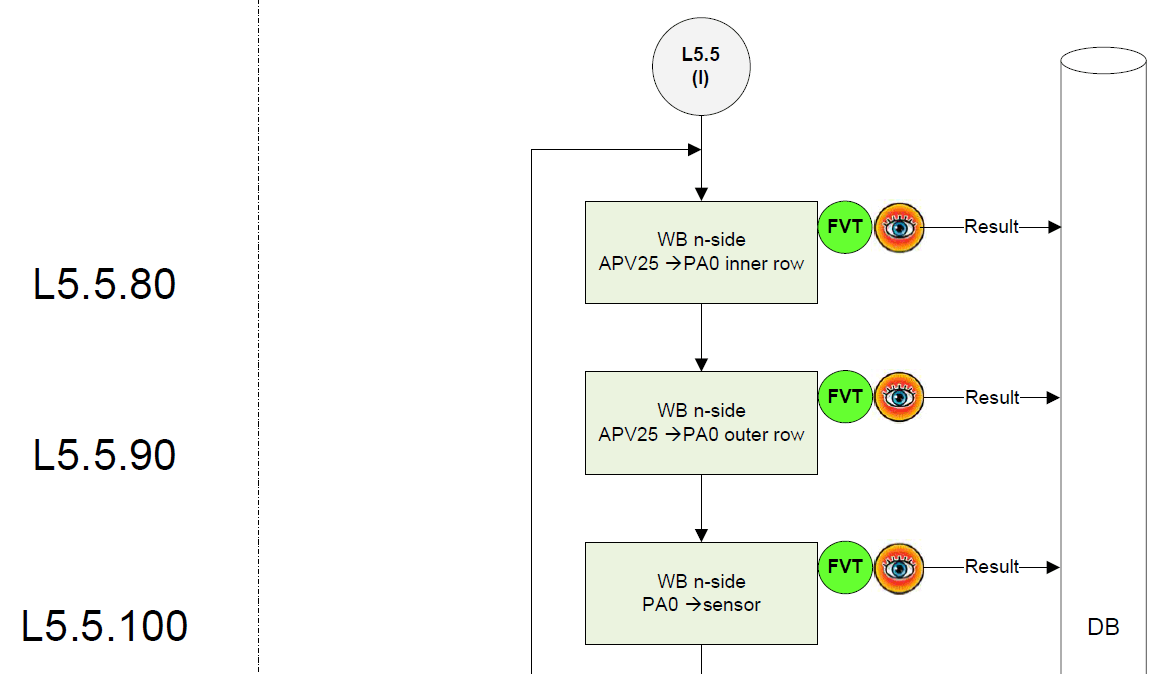 L5.5
(I)
WB n-side
APV25 →PA0 inner row
FVT
Result
L5.5.80
WB n-side
APV25 →PA0 outer row
FVT
Result
L5.5.90
WB n-side
PA0 →sensor
FVT
Result
L5.5.100
DB